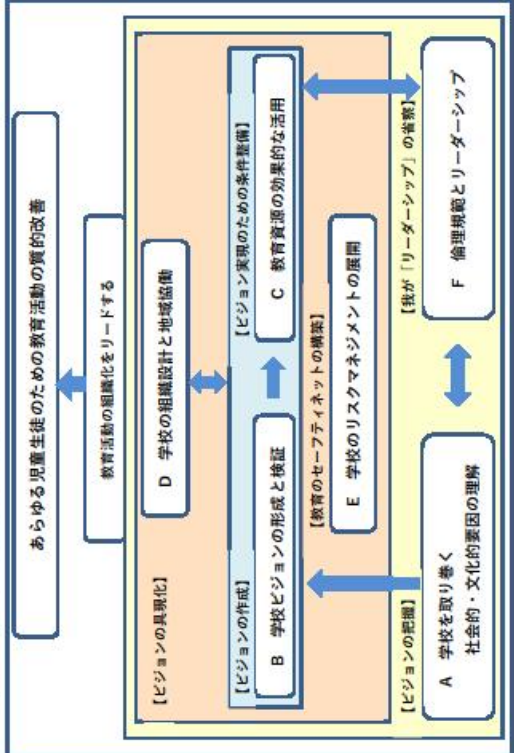 あらゆる児童生徒のための教育活動の質的改善
教育活動の組織化をリードする
【ビジョンの具現化】
D 学校の組織設計と地域協働
【ビジョンの作成】
【ビジョン実現のための条件整備】
B 学校ビジョンの形成と検証
C 教育資源の効果的な活用
【教育のセーフティネットの構築】
E 学校のリスクマネジメントの展開
【ビジョンの把握】
【我が「リーダーシップ」の省察】
A 学校を取り巻く
社会的・文化的要因の理解
F 倫理規範とリーダーシップ